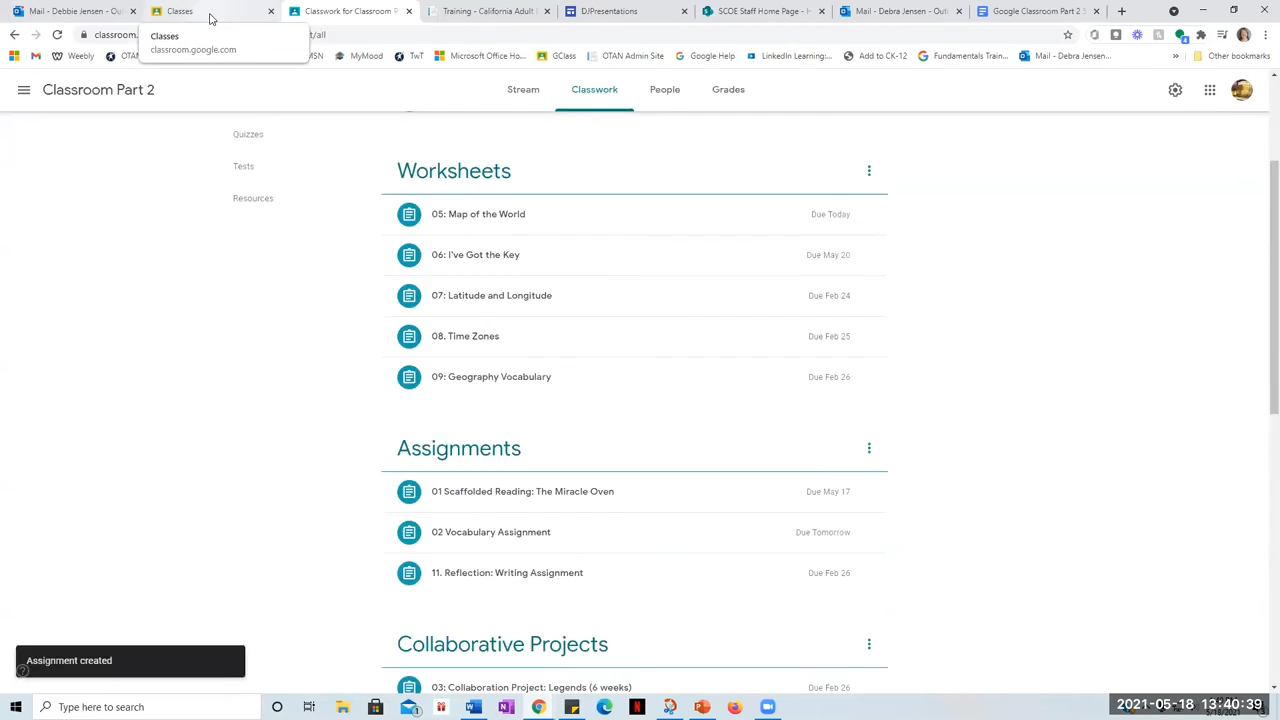 Mail - Debbie Jensen - Ou
Classes
Classwork for Classroom R
Training - California Adult
DJPresentations
SCOE Staff Home Page - H
OTAN Admin
Mail - Debra Jensen - Outl
Google Classroom Part 2 S
classroom.
t/all
Classes
classroom.google.com
Weebly
OTAN
MSN
MyMood
TwT
Microsoft Office Hom...
GClass
OTAN Admin Site
Google Help
LinkedIn Learning:...
Add to CK-12
Fundamentals Train...
Mail - Debra Jensen...
»
Other bookmarks
Classroom Part 2
Stream
Classwork
People
Grades
Quizzes
Tests
Resources
Worksheets
05: Map of the World
Due Today
06: I've Got the Key
Due May 20
07: Latitude and Longitude
Due Feb 24
08. Time Zones
Due Feb 25
09: Geography Vocabulary
Due Feb 26
Assignments
01 Scaffolded Reading: The Miracle Oven
Due May 17
02 Vocabulary Assignment
Due Tomorrow
11. Reflection: Writing Assignment
Due Feb 26
Collaborative Projects
03: Collaboration Project: Legends (6 weeks)
Due Feb 26
Assignment created
Type here to search
2021-05-18 13:40:39